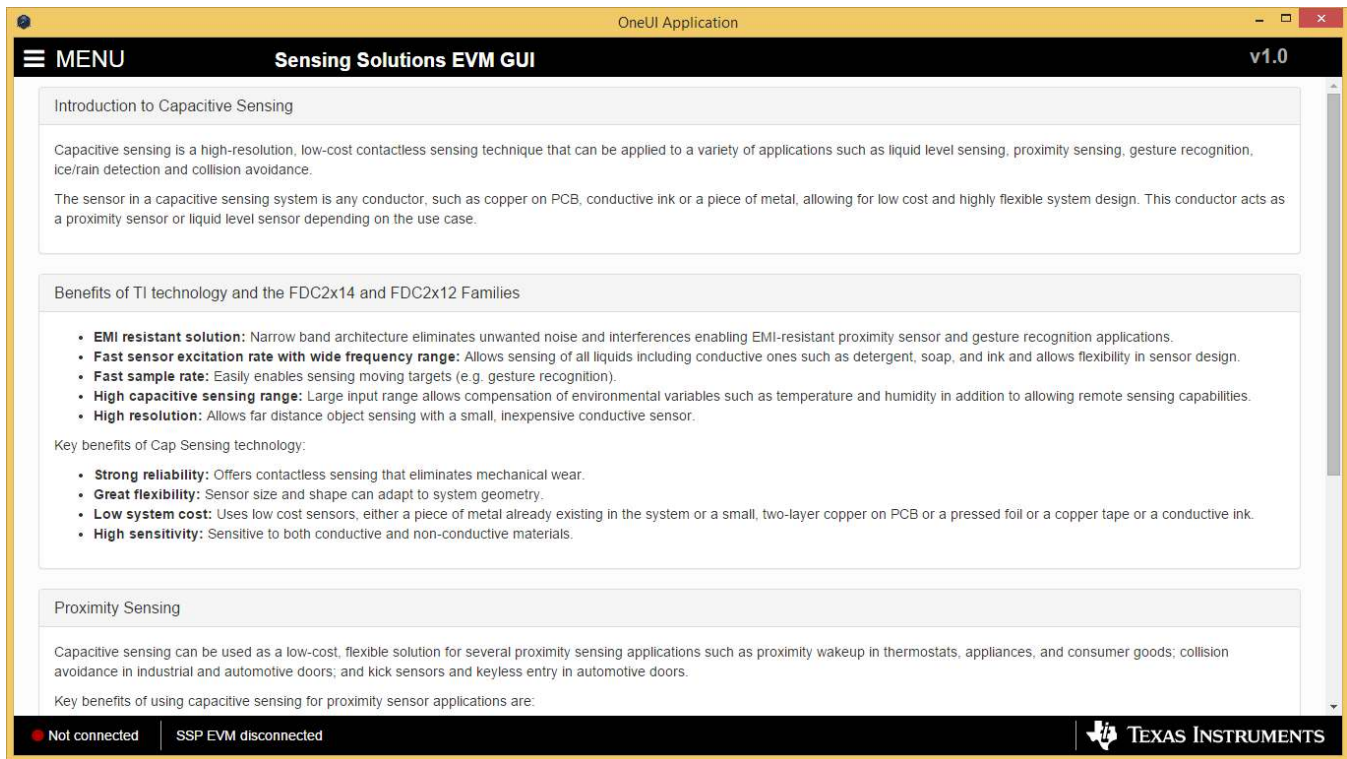 OneUI Application
MENU
Sensing Solutions EVM GUI
v1.0
Introduction to Capacitive Sensing
Capacitive sensing is a high-resolution, low-cost contactless sensing technique that can be applied to a variety of applications such as liquid level sensing, proximity sensing, gesture recognition,
ice/rain detection and collision avoidance.
The sensor in a capacitive sensing system is any conductor, such as copper on PCB, conductive ink or a piece of metal, allowing for low cost and highly flexible system design. This conductor acts as
a proximity sensor or liquid level sensor depending on the use case.
Benefits of TI technology and the FDC2x14 and FDC2x12 Families
• EMI resistant solution: Narrow band architecture eliminates unwanted noise and interferences enabling EMI-resistant proximity sensor and gesture recognition applications.
• Fast sensor excitation rate with wide frequency range: Allows sensing of all liquids including conductive ones such as detergent, soap, and ink and allows flexibility in sensor design.
• Fast sample rate: Easily enables sensing moving targets (e.g. gesture recognition).
• High capacitive sensing range: Large input range allows compensation of environmental variables such as temperature and humidity in addition to allowing remote sensing capabilities.
• High resolution: Allows far distance object sensing with a small, inexpensive conductive sensor.
Key benefits of Cap Sensing technology:
• Strong reliability: Offers contactless sensing that eliminates mechanical wear.
• Great flexibility: Sensor size and shape can adapt to system geometry.
• Low system cost: Uses low cost sensors, either a piece of metal already existing in the system or a small, two-layer copper on PCB or a pressed foil or a copper tape or a conductive ink.
• High sensitivity: Sensitive to both conductive and non-conductive materials.
Proximity Sensing
Capacitive sensing can be used as a low-cost, flexible solution for several proximity sensing applications such as proximity wakeup in thermostats, appliances, and consumer goods; collision
avoidance in industrial and automotive doors; and kick sensors and keyless entry in automotive doors.
Key benefits of using capacitive sensing for proximity sensor applications are:
Not connected
SSP EVM disconnected
TEXAS INSTRUMENTS